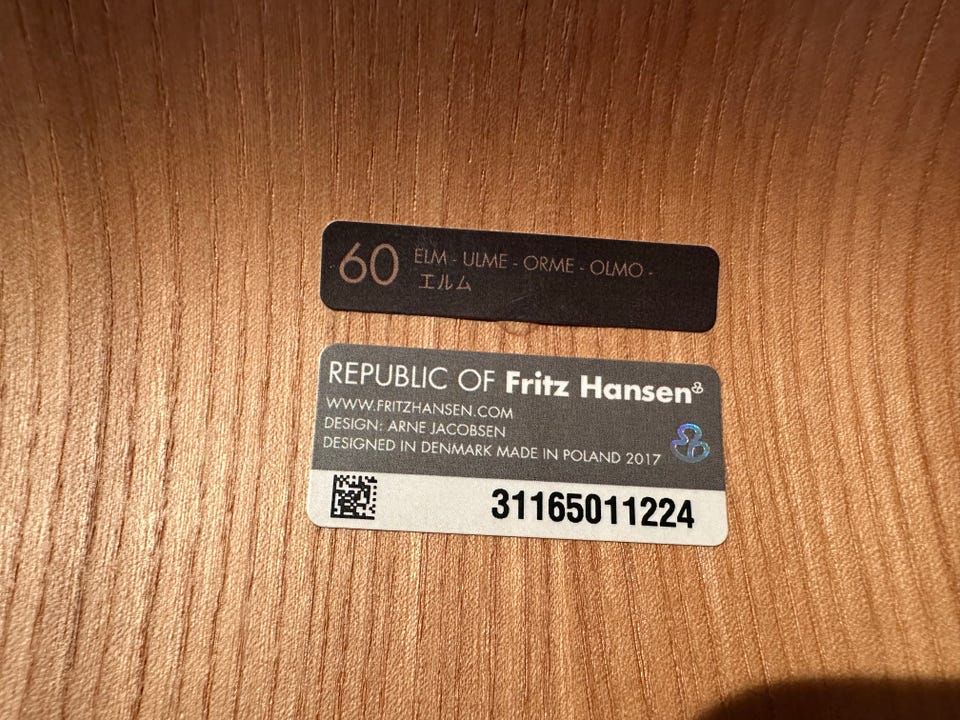 60 ELM - ULME - ORME - OLMO -
エルム
REPUBLIC OF Fritz Hansen
WWW.FRITZHANSEN.COM
DESIGN: ARNE JACOBSEN
DESIGNED IN DENMARK MADE IN POLAND 2017
31165011224